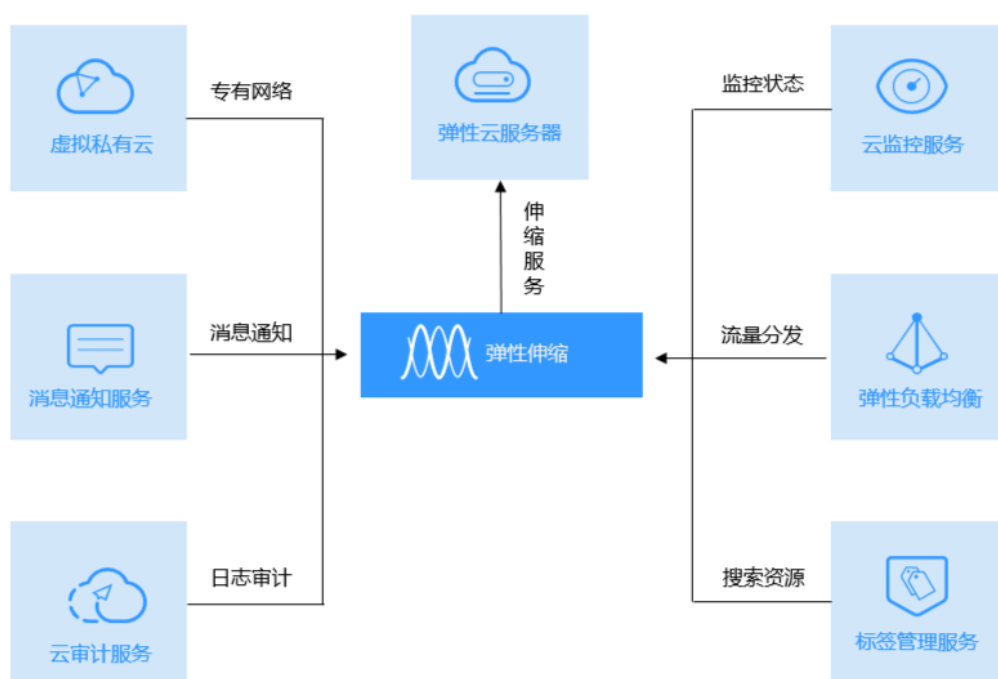 专有网络
虚拟私有云
弹性云服务器
监控状态
云监控服务
伸缩服务
消息通知
消息通知服务
弹性伸缩
流量分发
弹性负载均衡
日志审计
云审计服务
搜索资源
标签管理服务